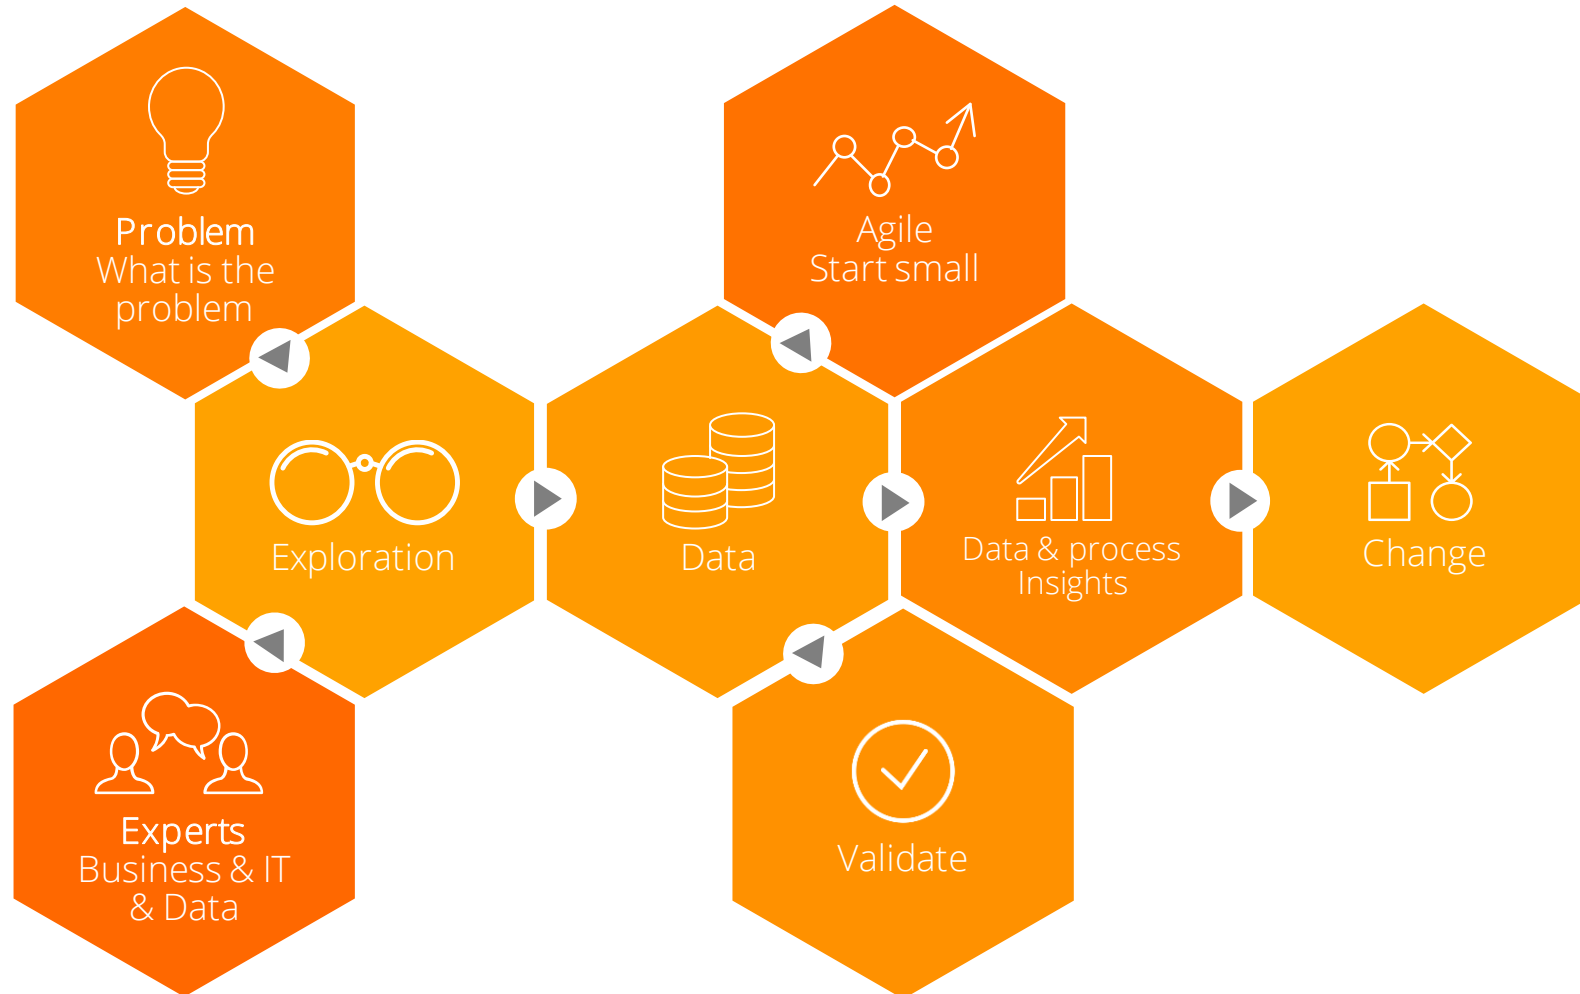 Problem
What is the
problem
Agile
Start small
Exploration
Data
Data & process
Insights
Change
Experts
Business & IT
& Data
Validate